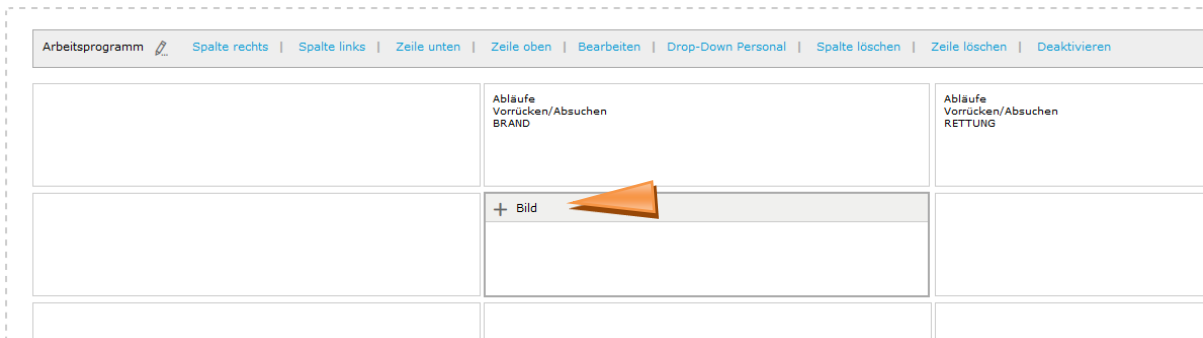 Arbeitsprogramm Spalte rechts | Spalte links | Zeile unten | Zeile oben | Bearbeiten | Drop-Down Personal | Spalte löschen | Zeile löschen | Deaktivieren
Abläufe
Vorrücken/Absuchen
BRAND
Abläufe
Vorrücken/Absuchen
RETTUNG
+ Bild